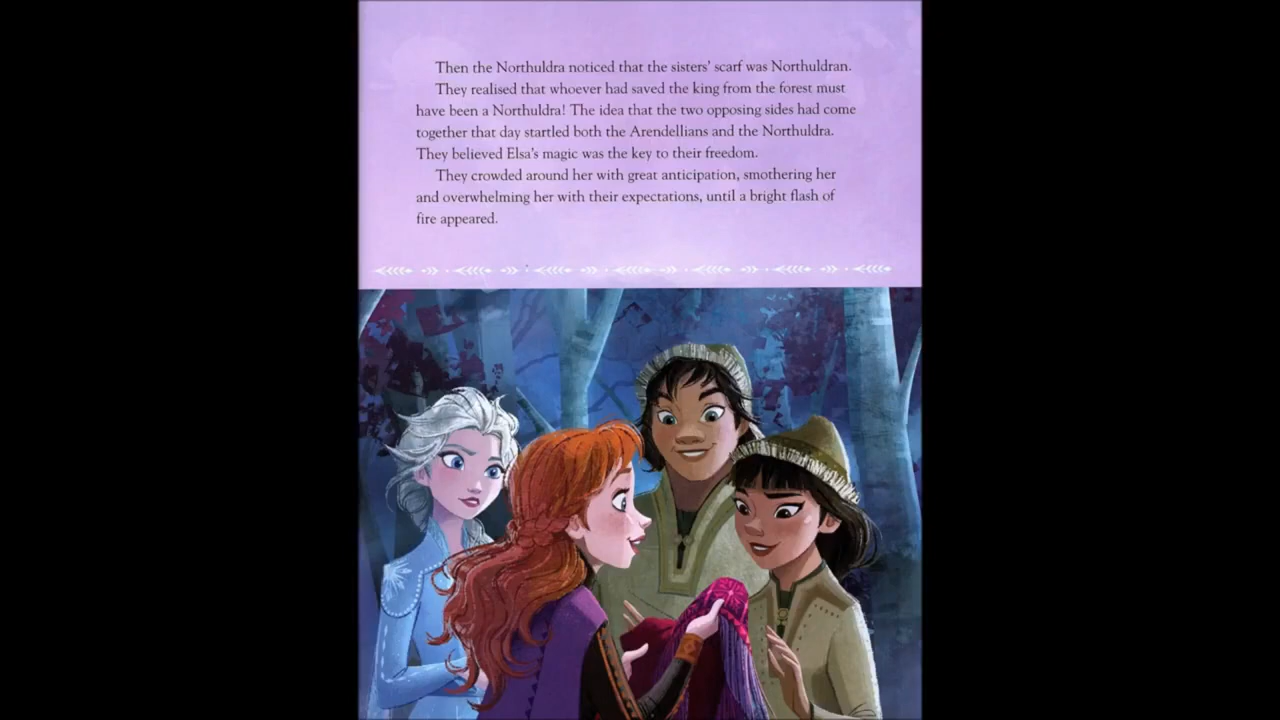 Then the Northuldra noticed that the sisters' scarf was Northuldran.
They realised that whoever had saved the king from the forest must
have been a Northuldra! The idea that the two opposing sides had come
together that day startled both the Arendellians and the Northuldra.
They believed Elsa's magic was the key to their freedom.
They crowded around her with great anticipation, smothering her
and overwhelming her with their expectations, until a bright flash of
fire appeared.